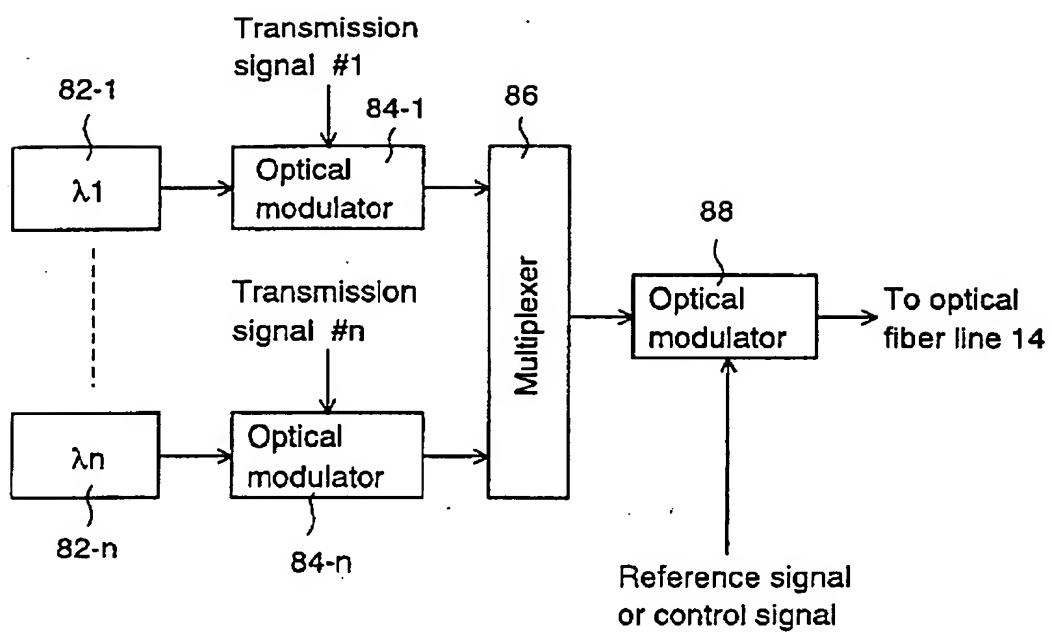 Transmission
signal #1
82-1
84-1
86
λ1
Optical
modulator
88
Transmission
signal #n
Multiplexer
Optical
modulator
To optical
fiber line 14
λn
Optical
modulator
82-n
84-n
Reference signal
or control signal